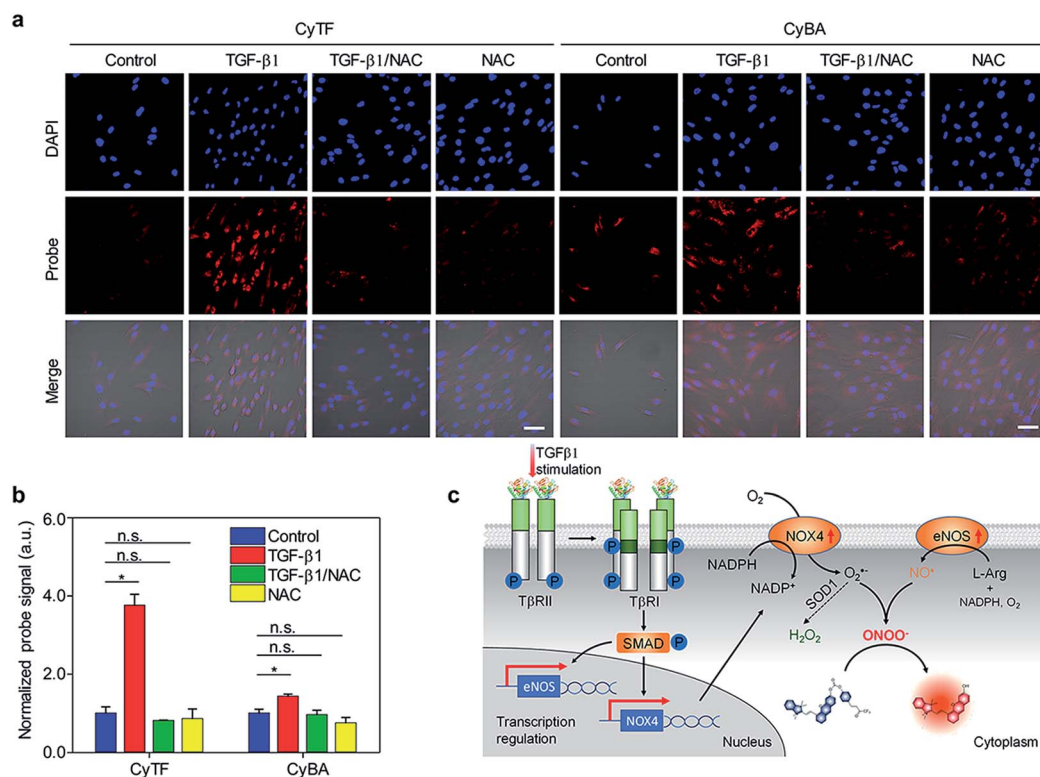 a
CyTF CyBA
Control TGF-β1 TGF-β1/NAC NAC Control TGF-β1 TGF-β1/NAC NAC
DAPI
Probe
Merge
b
Normalized probe signal (a.u.)
6.0
4.0
2.0
0.0
n.s.
n.s.
*
n.s.
n.s.
*
Control
TGF-β1
TGF-β1/NAC
NAC
CyTF CyBA
c
TGFβ1
stimulation
P P
TβRII
P P
P P
TβRI
SMAD P
eNOS
NOX4
Transcription
regulation
Nucleus
O₂
NOX4
NADPH
NADP⁺
O₂•-
SOD1
H₂O₂
eNOS
NO•
L-Arg
+
NADPH, O₂
ONOO⁻
Cytoplasm